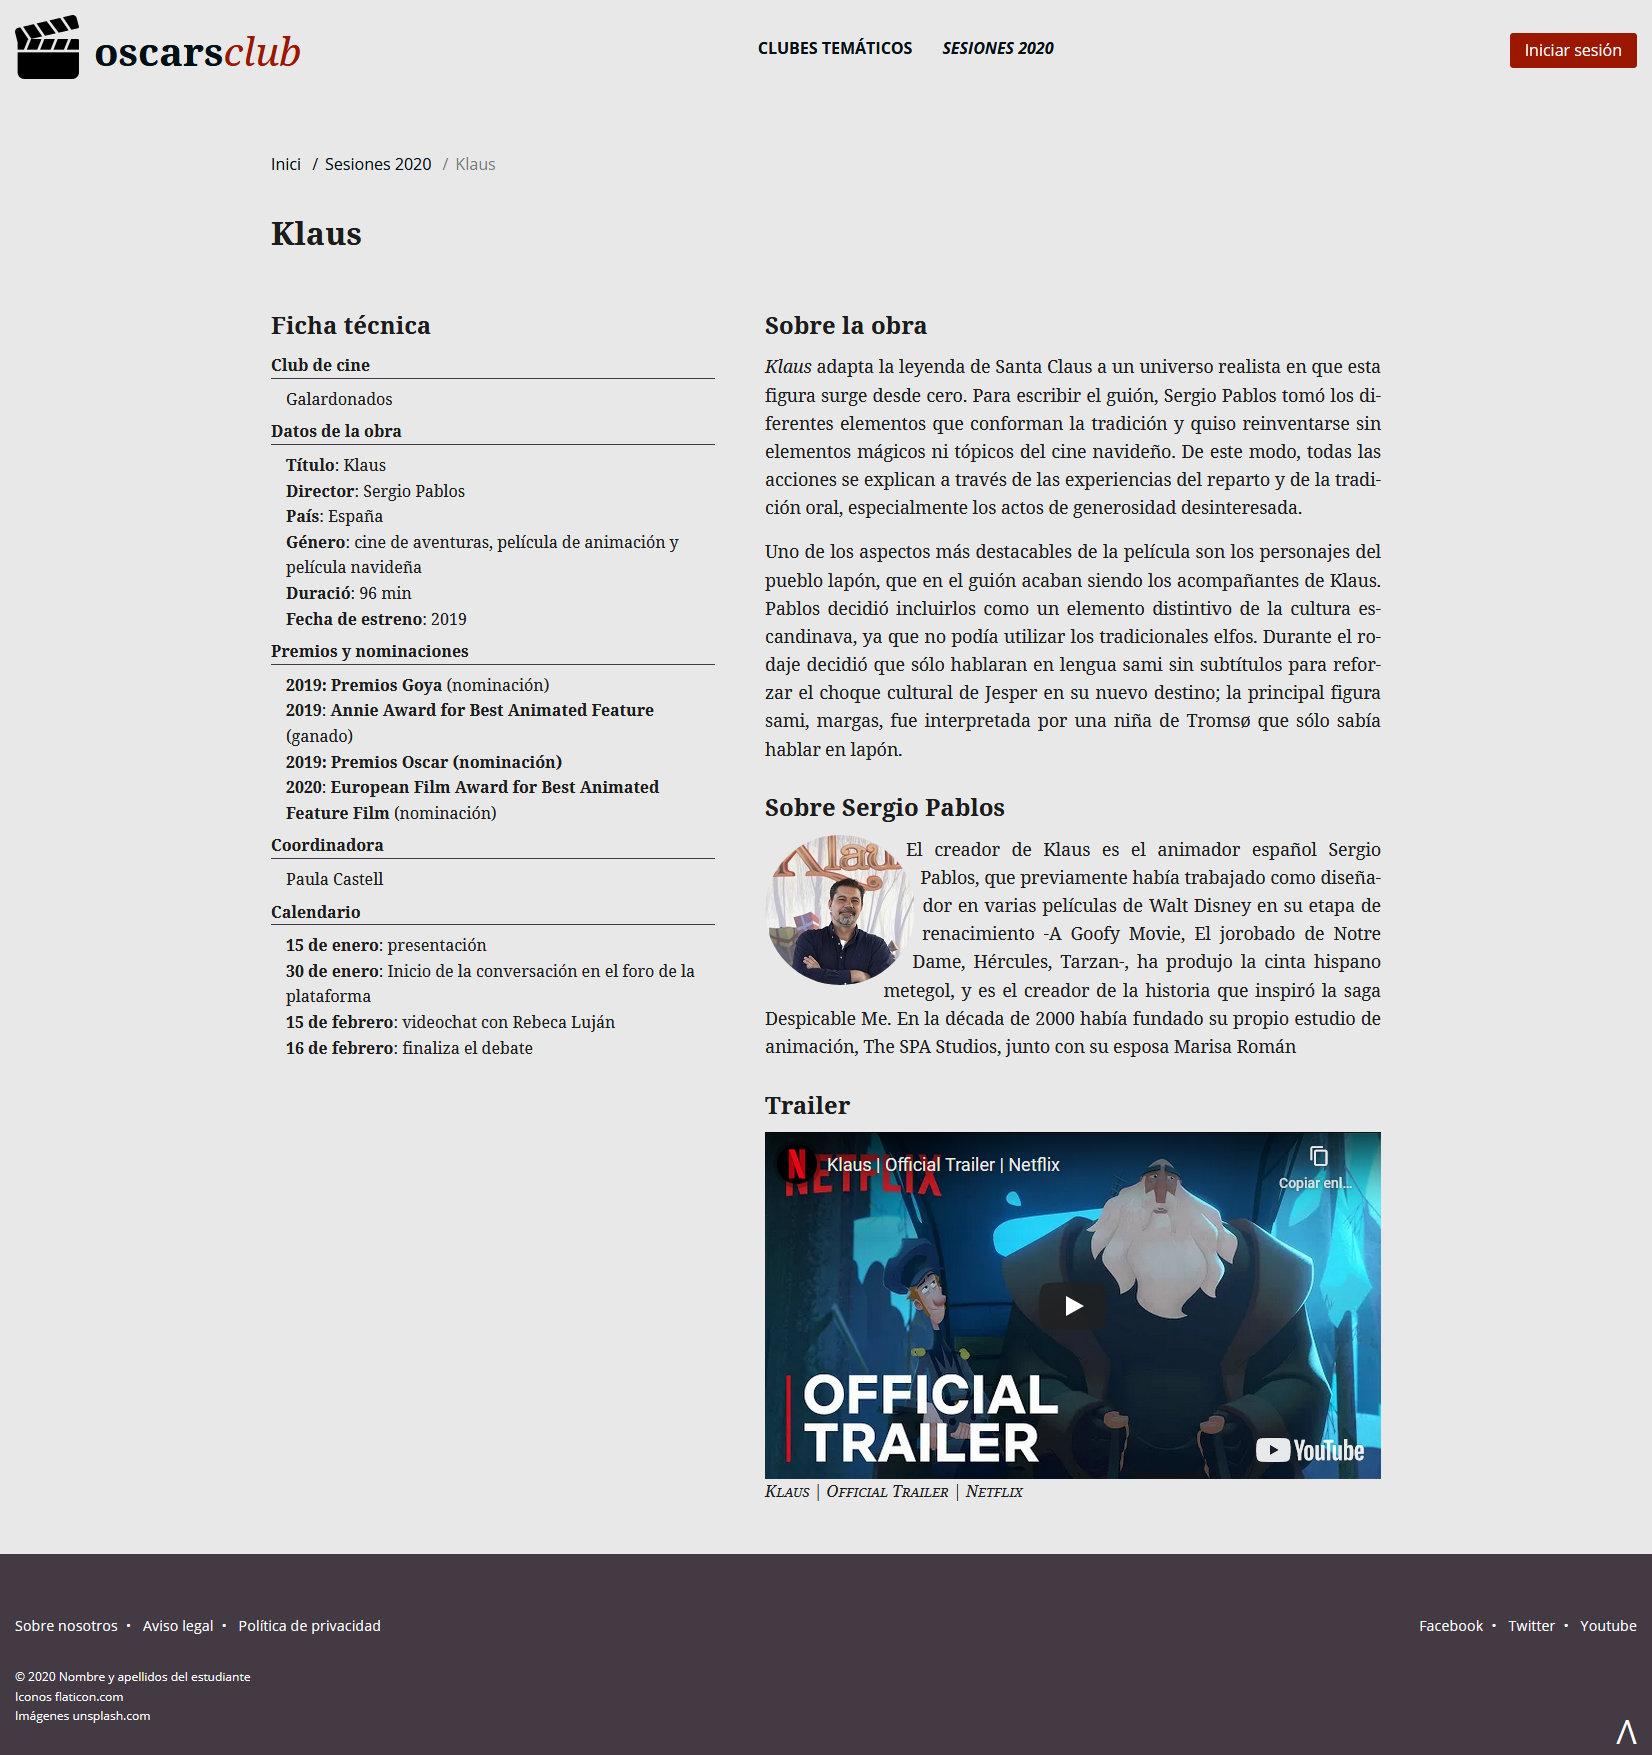 oscarsclub
CLUBES TEMÁTICOS
SESIONES 2020
Iniciar sesión
Inici / Sesiones 2020 / Klaus
Klaus
Ficha técnica
Club de cine
Galardonados
Datos de la obra
Título: Klaus
Director: Sergio Pablos
País: España
Género: cine de aventuras, película de animación y
película navideña
Duració: 96 min
Fecha de estreno: 2019
Premios y nominaciones
2019: Premios Goya (nominación)
2019: Annie Award for Best Animated Feature
(ganado)
2019: Premios Oscar (nominación)
2020: European Film Award for Best Animated
Feature Film (nominación)
Coordinadora
Paula Castell
Calendario
15 de enero: presentación
30 de enero: Inicio de la conversación en el foro de la
plataforma
15 de febrero: videochat con Rebeca Luján
16 de febrero: finaliza el debate
Sobre la obra
Klaus adapta la leyenda de Santa Claus a un universo realista en que esta
figura surge desde cero. Para escribir el guión, Sergio Pablos tomó los di-
ferentes elementos que conforman la tradición y quiso reinventarse sin
elementos mágicos ni tópicos del cine navideño. De este modo, todas las
acciones se explican a través de las experiencias del reparto y de la tradi-
ción oral, especialmente los actos de generosidad desinteresada.
Uno de los aspectos más destacables de la película son los personajes del
pueblo lapón, que en el guión acaban siendo los acompañantes de Klaus.
Pablos decidió incluirlos como un elemento distintivo de la cultura es-
candinava, ya que no podía utilizar los tradicionales elfos. Durante el ro-
daje decidió que sólo hablaran en lengua sami sin subtítulos para refor-
zar el choque cultural de Jesper en su nuevo destino; la principal figura
sami, margas, fue interpretada por una niña de Tromsø que sólo sabía
hablar en lapón.
Sobre Sergio Pablos
Klaus
El creador de Klaus es el animador español Sergio
Pablos, que previamente había trabajado como diseña-
dor en varias películas de Walt Disney en su etapa de
renacimiento -A Goofy Movie, El jorobado de Notre
Dame, Hércules, Tarzan-, ha produjo la cinta hispano
metegol, y es el creador de la historia que inspiró la saga
Despicable Me. En la década de 2000 había fundado su propio estudio de
animación, The SPA Studios, junto con su esposa Marisa Román
Trailer
N
NETFLIX
Klaus | Official Trailer | Netflix
Copiar enl...
OFFICIAL
TRAILER
YouTube
Klaus | Official Trailer | Netflix
Sobre nosotros • Aviso legal • Política de privacidad
Facebook • Twitter • Youtube
© 2020 Nombre y apellidos del estudiante
Iconos flaticon.com
Imágenes unsplash.com